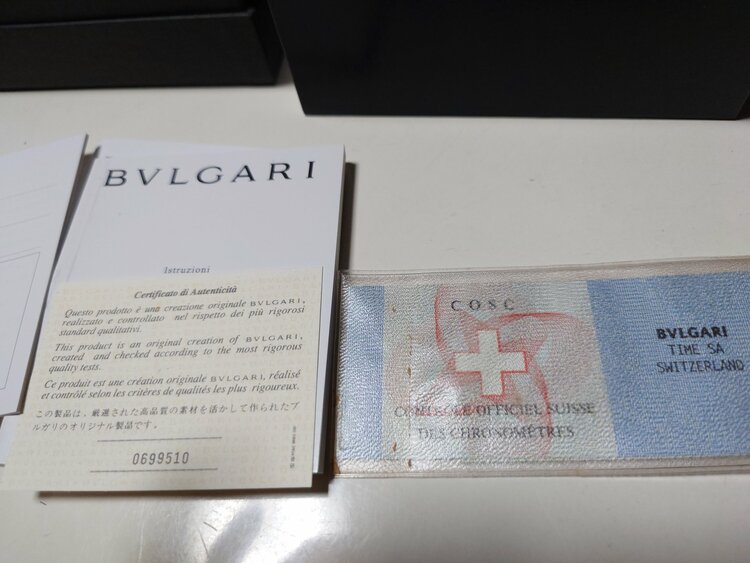 BVLGARI
Istruzioni
Certificato di Autenticità
Questo prodotto è una creazione originale BVLGARI,
realizzato e controllato nel rispetto dei più rigorosi
standard qualitativi.
This product is an original creation of BVLGARI,
created and checked according to the most rigorous
quality tests.
Ce produit est une création originale BVLGARI, réalisé
et contrôlé selon les critères de qualités les plus rigoureux.
この製品は、厳選された高品質の素材を活かして作られたブ
ルガリのオリジナル製品です。
0699510
COSC
CONTRÔLE OFFICIEL SUISSE
DES CHRONOMÈTRES
BVLGARI
TIME SA
SWITZERLAND